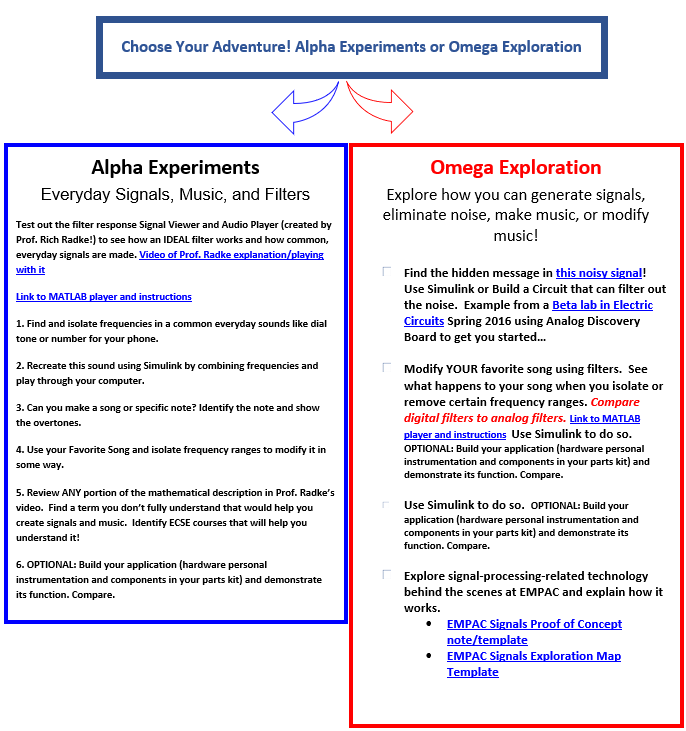 Choose Your Adventure! Alpha Experiments or Omega Exploration
Alpha Experiments
Everyday Signals, Music, and Filters
Test out the filter response Signal Viewer and Audio Player (created by
Prof. Rich Radke!) to see how an IDEAL filter works and how common,
everyday signals are made. Video of Prof. Radke explanation/playing
with it
Link to MATLAB player and instructions
1. Find and isolate frequencies in a common everyday sounds like dial
tone or number for your phone.
2. Recreate this sound using Simulink by combining frequencies and
play through your computer.
3. Can you make a song or specific note? Identify the note and show
the overtones.
4. Use your Favorite Song and isolate frequency ranges to modify it in
some way.
5. Review ANY portion of the mathematical description in Prof. Radke's
video. Find a term you don't fully understand that would help you
create signals and music. Identify ECSE courses that will help you
understand it!
6. OPTIONAL: Build your application (hardware personal
instrumentation and components in your parts kit) and demonstrate
its function. Compare.
Omega Exploration
Explore how you can generate signals,
eliminate noise, make music, or modify
music!
Find the hidden message in this noisy signal!
Use Simulink or Build a Circuit that can filter out
the noise. Example from a Beta lab in Electric
Circuits Spring 2016 using Analog Discovery
Board to get you started…
Modify YOUR favorite song using filters. See
what happens to your song when you isolate or
remove certain frequency ranges. Compare
digital filters to analog filters. Link to MATLAB
player and instructions Use Simulink to do so.
OPTIONAL: Build your application (hardware personal
instrumentation and components in your parts kit) and
demonstrate its function. Compare.
Use Simulink to do so. OPTIONAL: Build your
application (hardware personal instrumentation and
components in your parts kit) and demonstrate its
function. Compare.
Explore signal-processing-related technology
behind the scenes at EMPAC and explain how it
works.
• EMPAC Signals Proof of Concept
note/template
• EMPAC Signals Exploration Map
Template